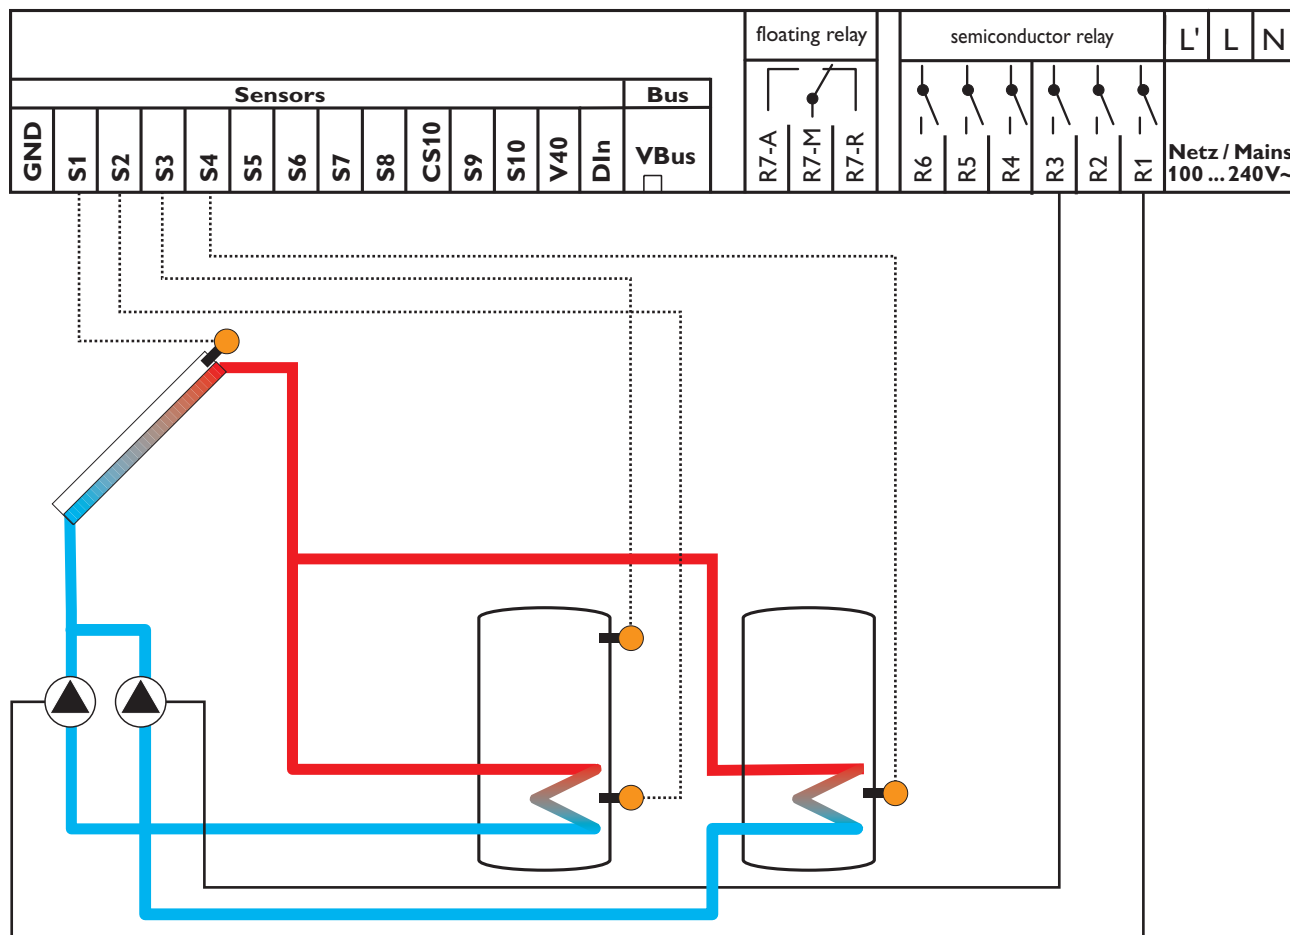 floating relay
semiconductor relay
L' L N
Sensors
Bus
GND S1 S2 S3 S4 S5 S6 S7 S8 CS10 S9 S10 V40 DIn
VBus
R7-A R7-M R7-R
R6 R5 R4 R3 R2 R1
Netz / Mains
100 ... 240V~